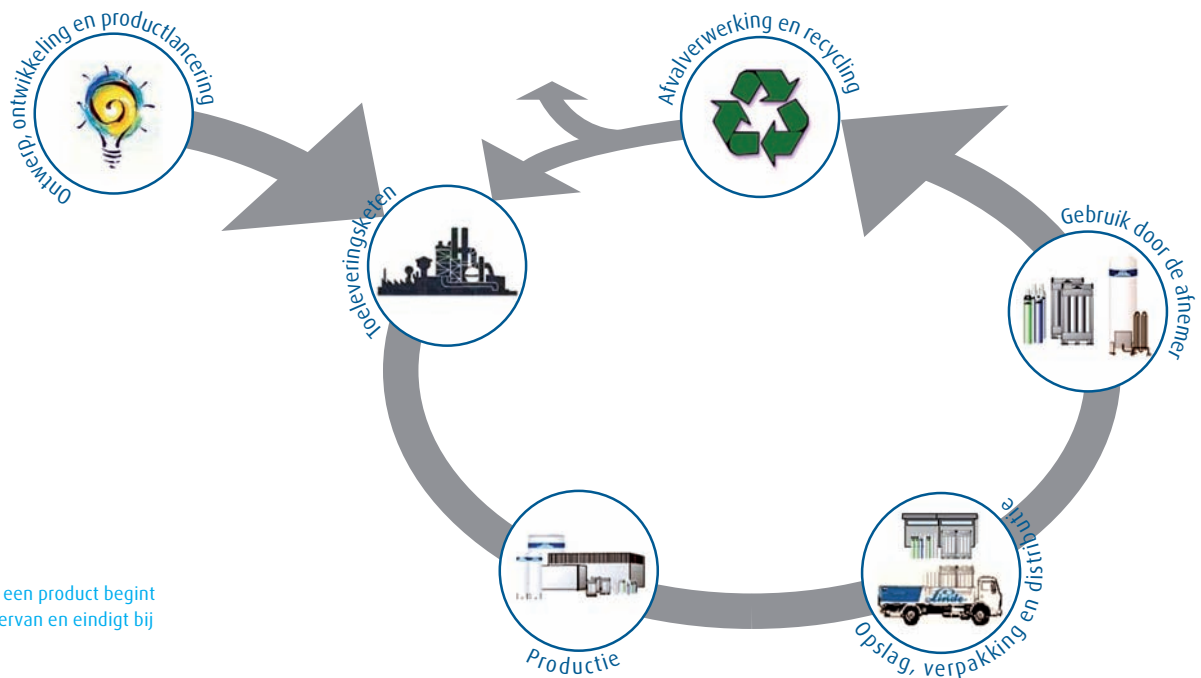 Ontwerp, ontwikkeling en productlancering
Afvalverwerking en recycling
Toeleveringsketen
Gebruik door de afnemer
Linde
Opslag, verpakking en distributie
Productie
een product begint
ervan en eindigt bij